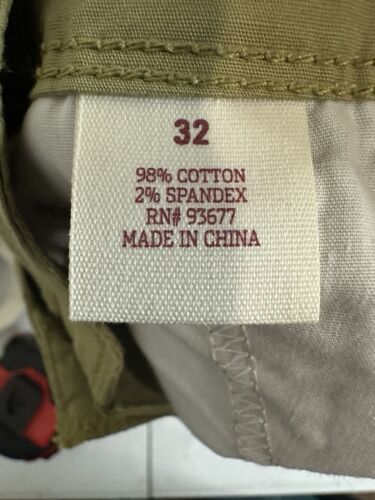 32
98% COTTON
2% SPANDEX
RN# 93677
MADE IN CHINA